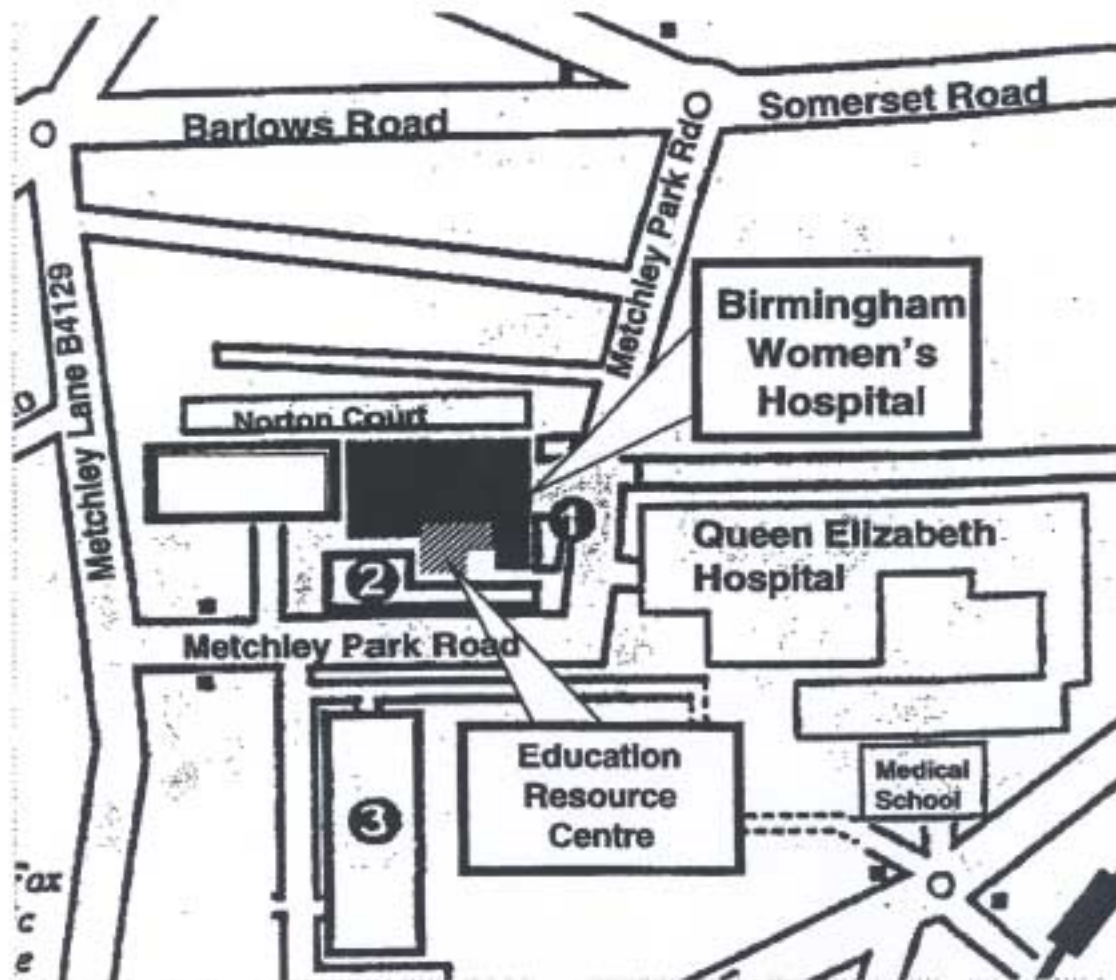 Somerset Road
Barlows Road
Metchley Park Rd
Metchley Lane B4129
Birmingham
Women's
Hospital
Norton Court
1
Queen Elizabeth
Hospital
2
Metchley Park Road
Education
Resource
Centre
Medical
School
3